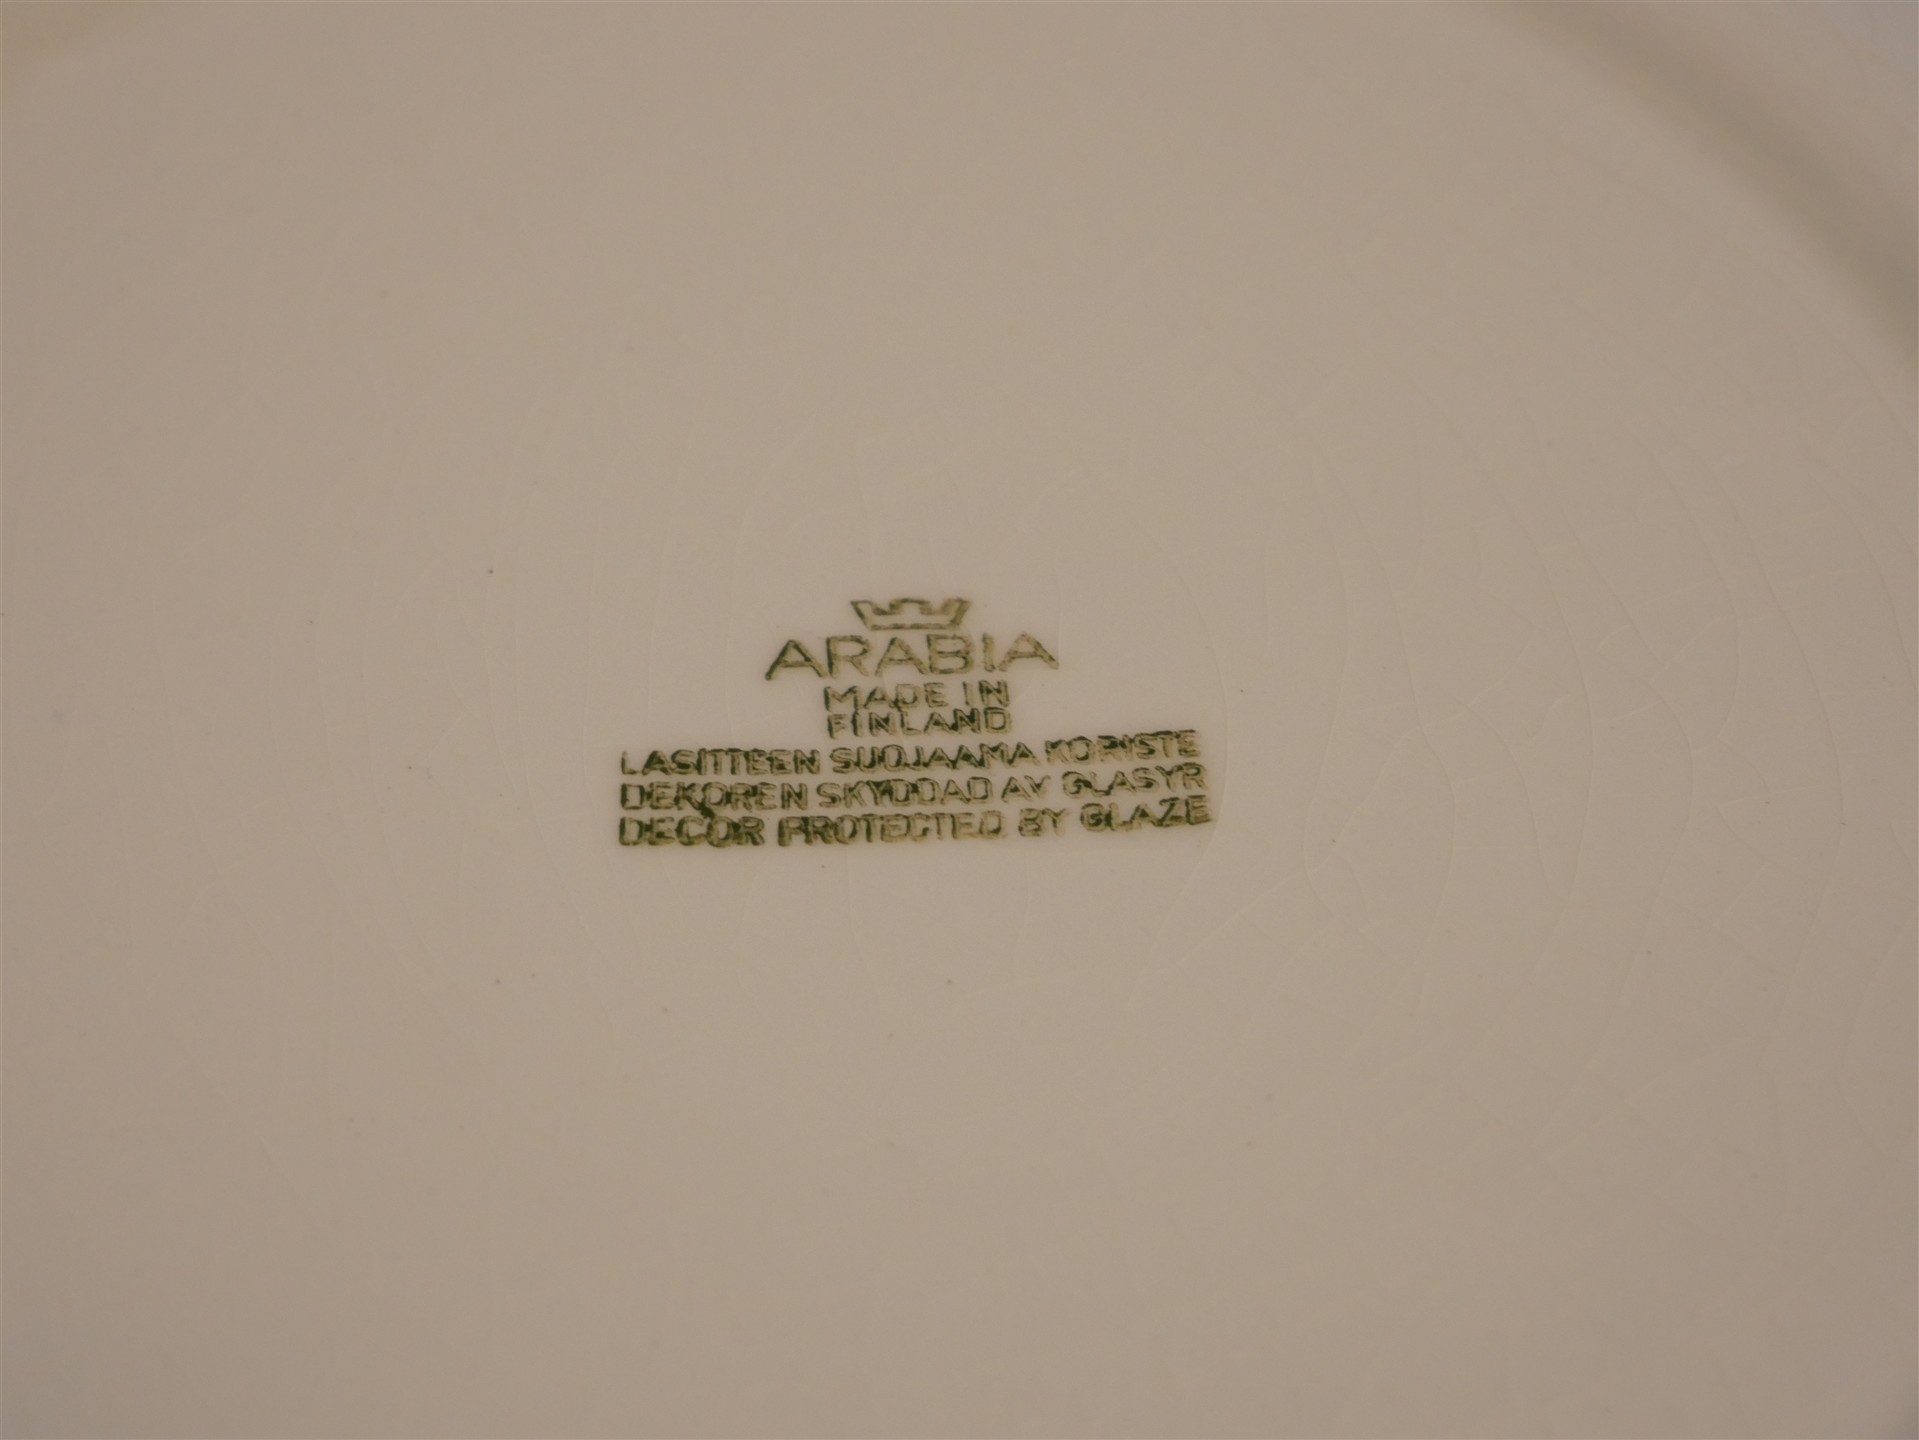 ARABIA
MADE IN
FINLAND
LASITTEEN SUOJAAMA KORISTE
DEKOREN SKYDDAD AV GLASYR
DECOR PROTECTED BY GLAZE